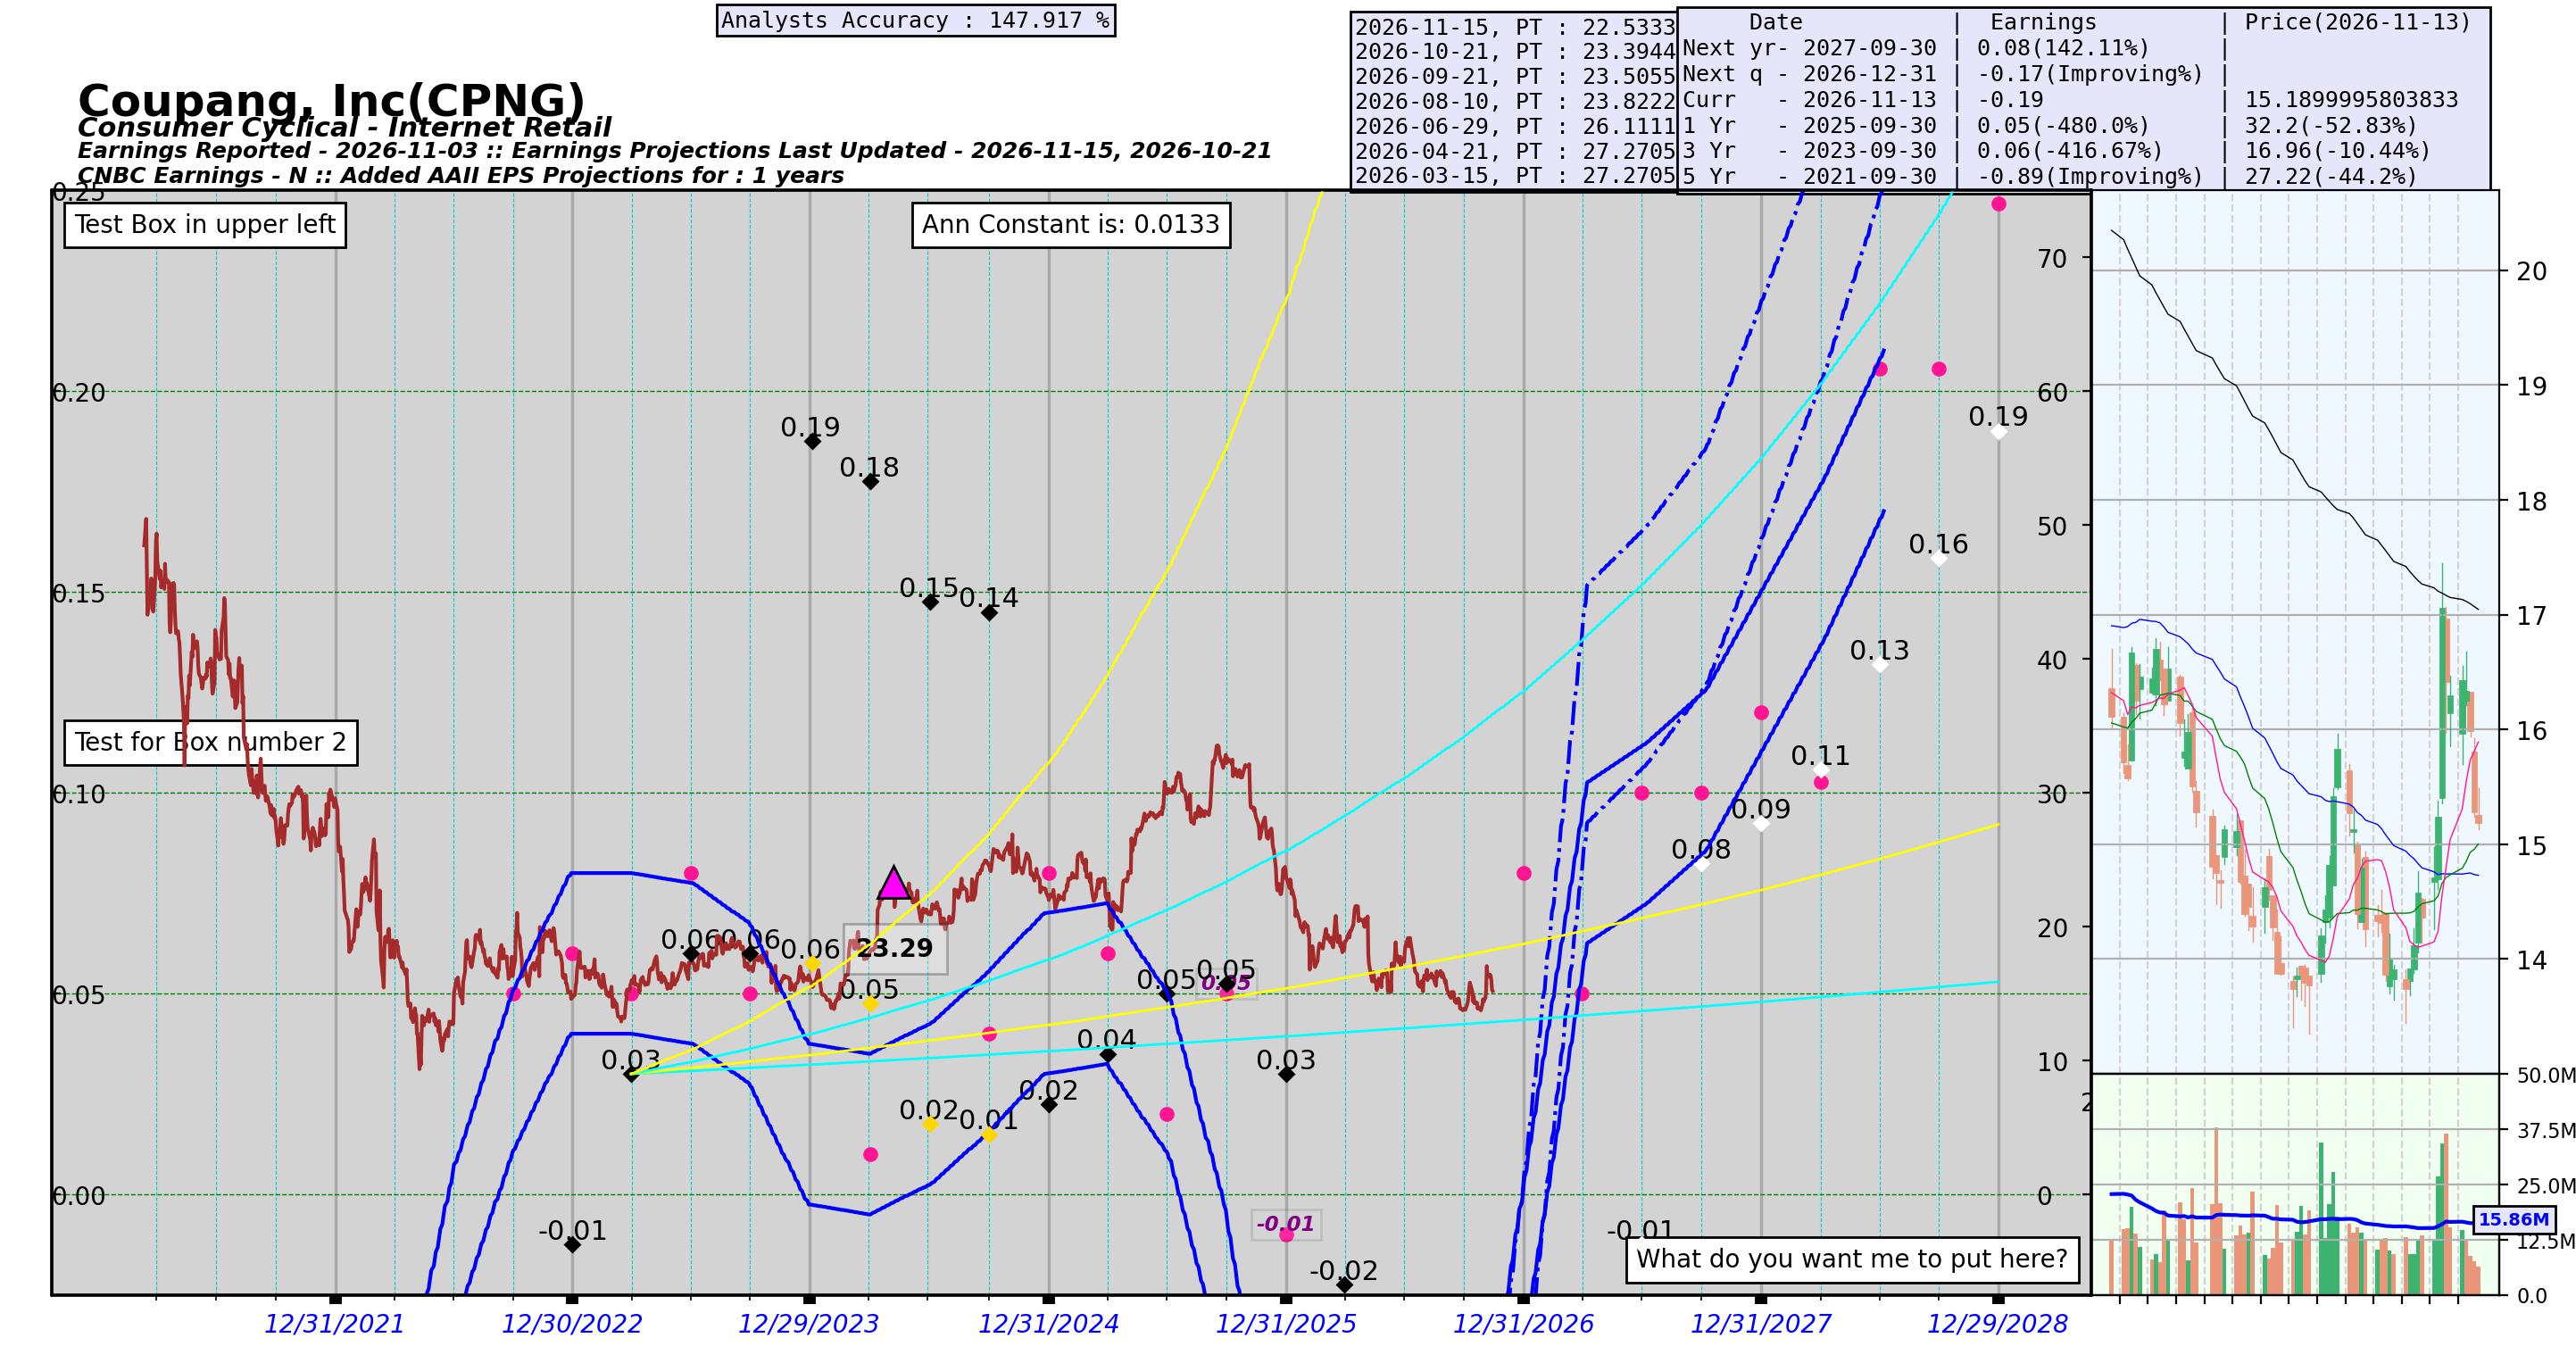 Analysts Accuracy : 147.917 %
2026-11-15, PT : 22.5333
2026-10-21, PT : 23.3944
2026-09-21, PT : 23.5055
2026-08-10, PT : 23.8222
2026-06-29, PT : 26.1111
2026-04-21, PT : 27.2705
2026-03-15, PT : 27.2705
Date | Earnings | Price(2026-11-13)
Next yr- 2027-09-30 | 0.08(142.11%) |
Next q - 2026-12-31 | -0.17(Improving%) |
Curr - 2026-11-13 | -0.19 | 15.1899995803833
1 Yr - 2025-09-30 | 0.05(-480.0%) | 32.2(-52.83%)
3 Yr - 2023-09-30 | 0.06(-416.67%) | 16.96(-10.44%)
5 Yr - 2021-09-30 | -0.89(Improving%) | 27.22(-44.2%)
Coupang, Inc(CPNG)
Consumer Cyclical - Internet Retail
Earnings Reported - 2026-11-03 :: Earnings Projections Last Updated - 2026-11-15, 2026-10-21
CNBC Earnings - N :: Added AAII EPS Projections for : 1 years
0.25
Test Box in upper left
Ann Constant is: 0.0133
70
20
0.20
60
19
0.19
0.19
0.18
50
18
0.16
0.15
0.15
0.14
17
40
0.13
Test for Box number 2
16
0.11
0.10
30
0.09
15
0.08
20
0.06
0.06
0.06
23.29
14
0.05
0.05
0.05
0.05
0.05
0.04
0.03
0.03
10
50.0M
2
0.02
0.02
0.01
37.5M
25.0M
0.00
0
15.86M
-0.01
-0.01
-0.01
12.5M
What do you want me to put here?
-0.02
0.0
12/31/2021
12/30/2022
12/29/2023
12/31/2024
12/31/2025
12/31/2026
12/31/2027
12/29/2028